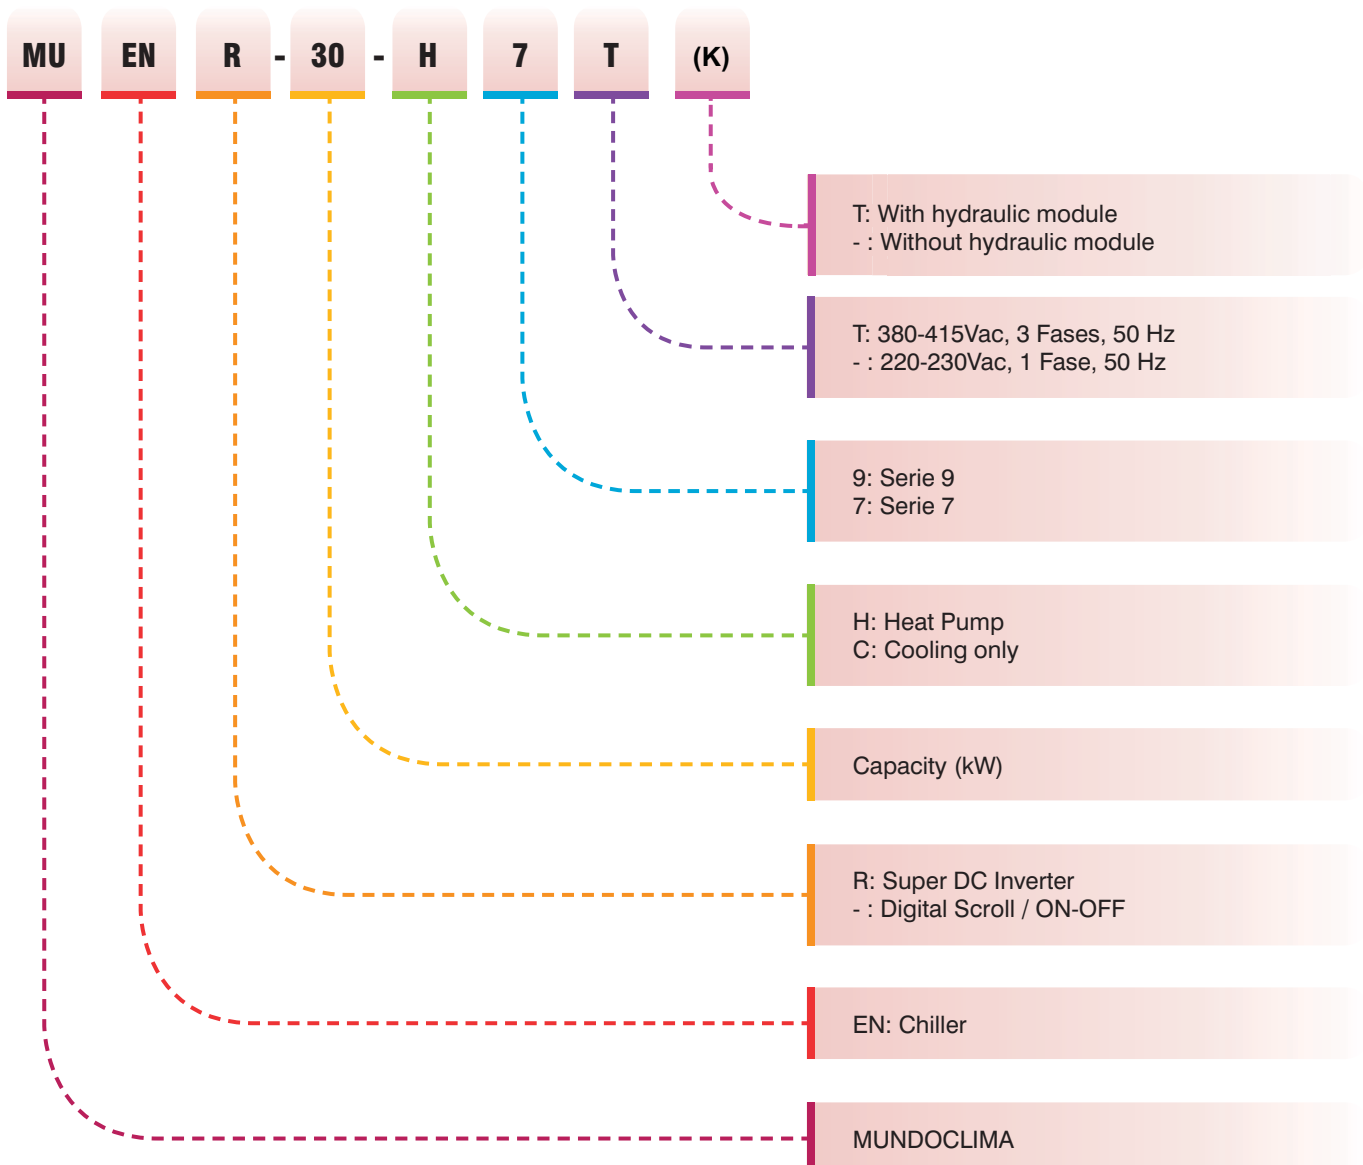 MU EN R - 30 - H 7 T (K)
T: With hydraulic module
- : Without hydraulic module
T: 380-415Vac, 3 Fases, 50 Hz
- : 220-230Vac, 1 Fase, 50 Hz
9: Serie 9
7: Serie 7
H: Heat Pump
C: Cooling only
Capacity (kW)
R: Super DC Inverter
- : Digital Scroll / ON-OFF
EN: Chiller
MUNDOCLIMA